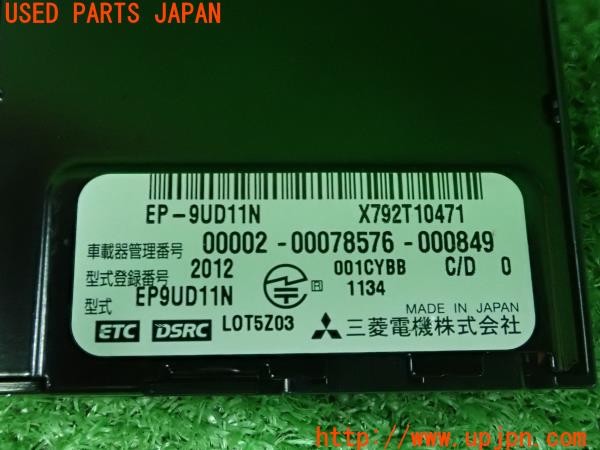 USED PARTS JAPAN
EP-9UD11N X792T10471
車載器管理番号 00002-00078576-000849
型式登録番号 2012 001CYBB C/D 0
型式 EP9UD11N R 1134
MADE IN JAPAN
ETC DSRC LOT5Z03 三菱電機株式会社
http://www.upjpn.com